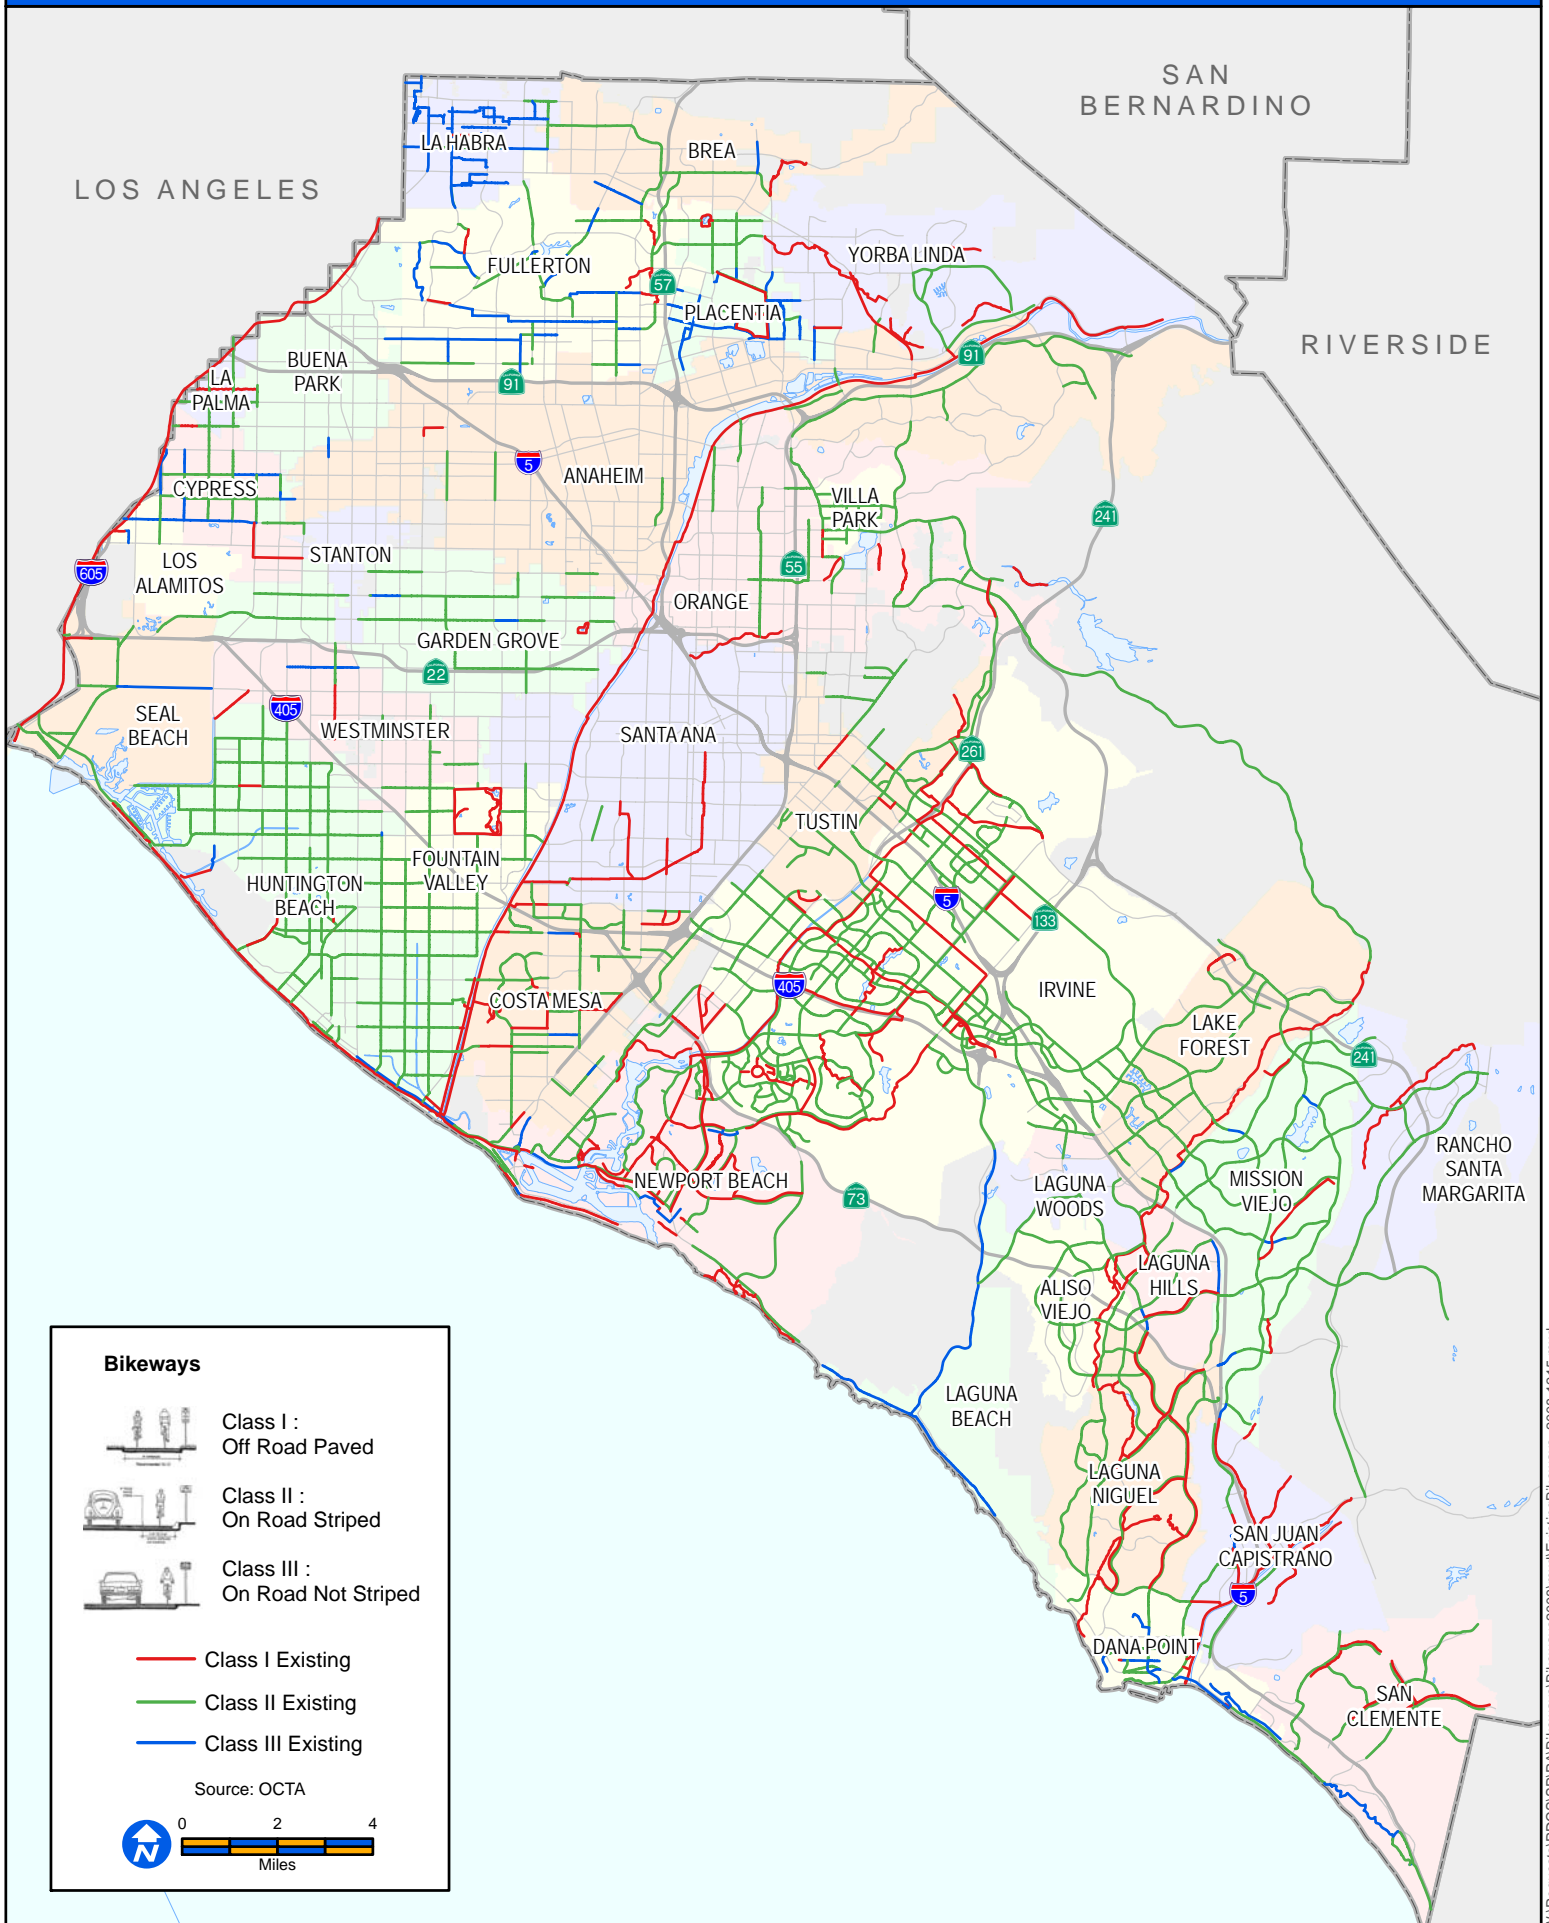 SAN
BERNARDINO
LOS ANGELES
RIVERSIDE
LA HABRA
BREA
FULLERTON
YORBA LINDA
57
PLACENTIA
BUENA
PARK
LA
PALMA
91
91
5
ANAHEIM
CYPRESS
VILLA
PARK
241
LOS
ALAMITOS
STANTON
605
55
ORANGE
GARDEN GROVE
22
SEAL
BEACH
405
WESTMINSTER
SANTA ANA
261
TUSTIN
FOUNTAIN
VALLEY
HUNTINGTON
BEACH
5
133
405
COSTA MESA
IRVINE
LAKE
FOREST
241
RANCHO
SANTA
MARGARITA
NEWPORT BEACH
73
LAGUNA
WOODS
MISSION
VIEJO
LAGUNA
HILLS
ALISO
VIEJO
LAGUNA
BEACH
LAGUNA
NIGUEL
SAN JUAN
CAPISTRANO
5
DANA POINT
SAN
CLEMENTE
Bikeways
Class I :
Off Road Paved
Class II :
On Road Striped
Class III :
On Road Not Striped
Class I Existing
Class II Existing
Class III Existing
Source: OCTA
0 2 4
N
Miles